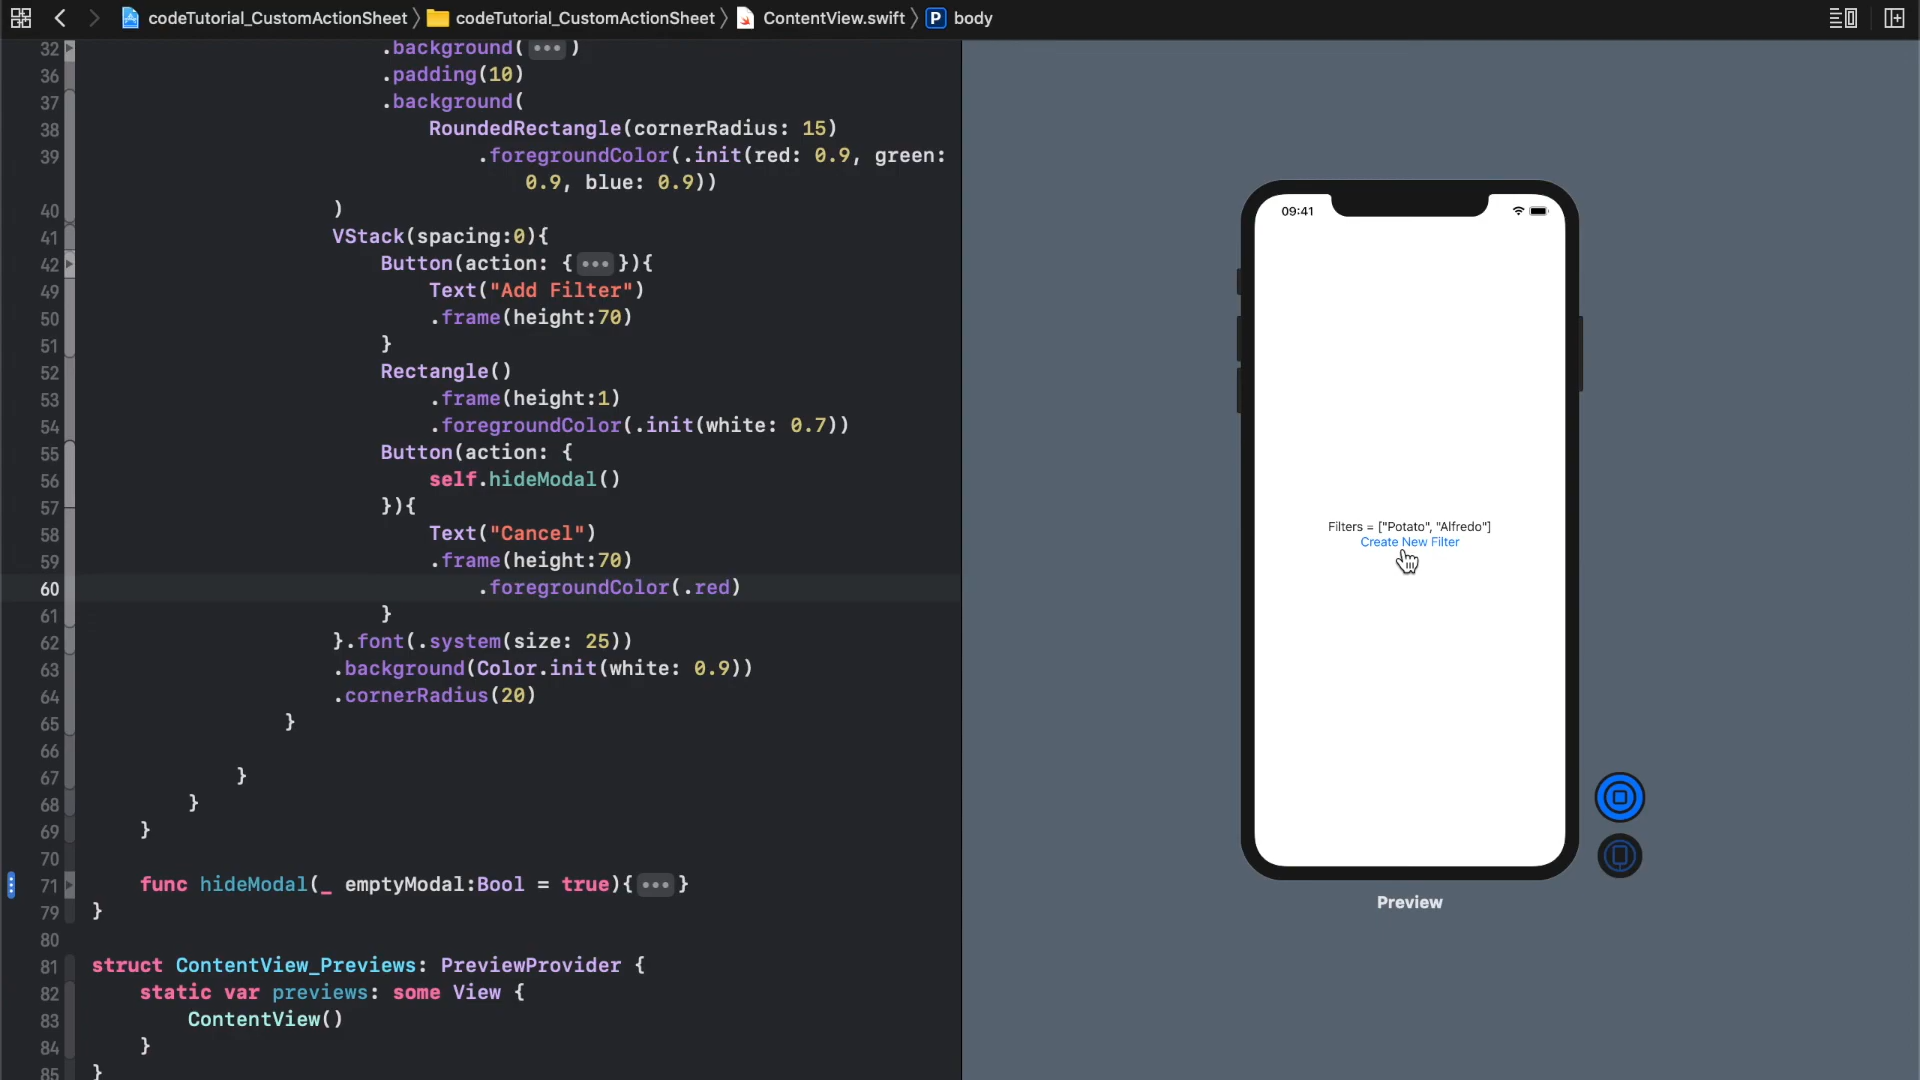 codeTutorial_CustomActionSheet codeTutorial_CustomActionSheet ContentView.swift P body
32 .background( ••• )
36 .padding(10)
37 .background(
38 RoundedRectangle(cornerRadius: 15)
39 .foregroundColor(.init(red: 0.9, green:
0.9, blue: 0.9))
40 )
41 VStack(spacing:0){
42 Button(action: {•••}){
49 Text("Add Filter")
50 .frame(height:70)
51 }
52 Rectangle()
53 .frame(height:1)
54 .foregroundColor(.init(white: 0.7))
55 Button(action: {
56 self.hideModal()
57 }){
58 Text("Cancel")
59 .frame(height:70)
60 .foregroundColor(.red)
61 }
62 }.font(.system(size: 25))
63 .background(Color.init(white: 0.9))
64 .cornerRadius(20)
65 }
66
67 }
68 }
69 }
70
71 func hideModal(_ emptyModal:Bool = true){•••}
79 }
80
81 struct ContentView_Previews: PreviewProvider {
82 static var previews: some View {
83 ContentView()
84 }
85 }
09:41
Filters = ["Potato", "Alfredo"]
Create New Filter
Preview